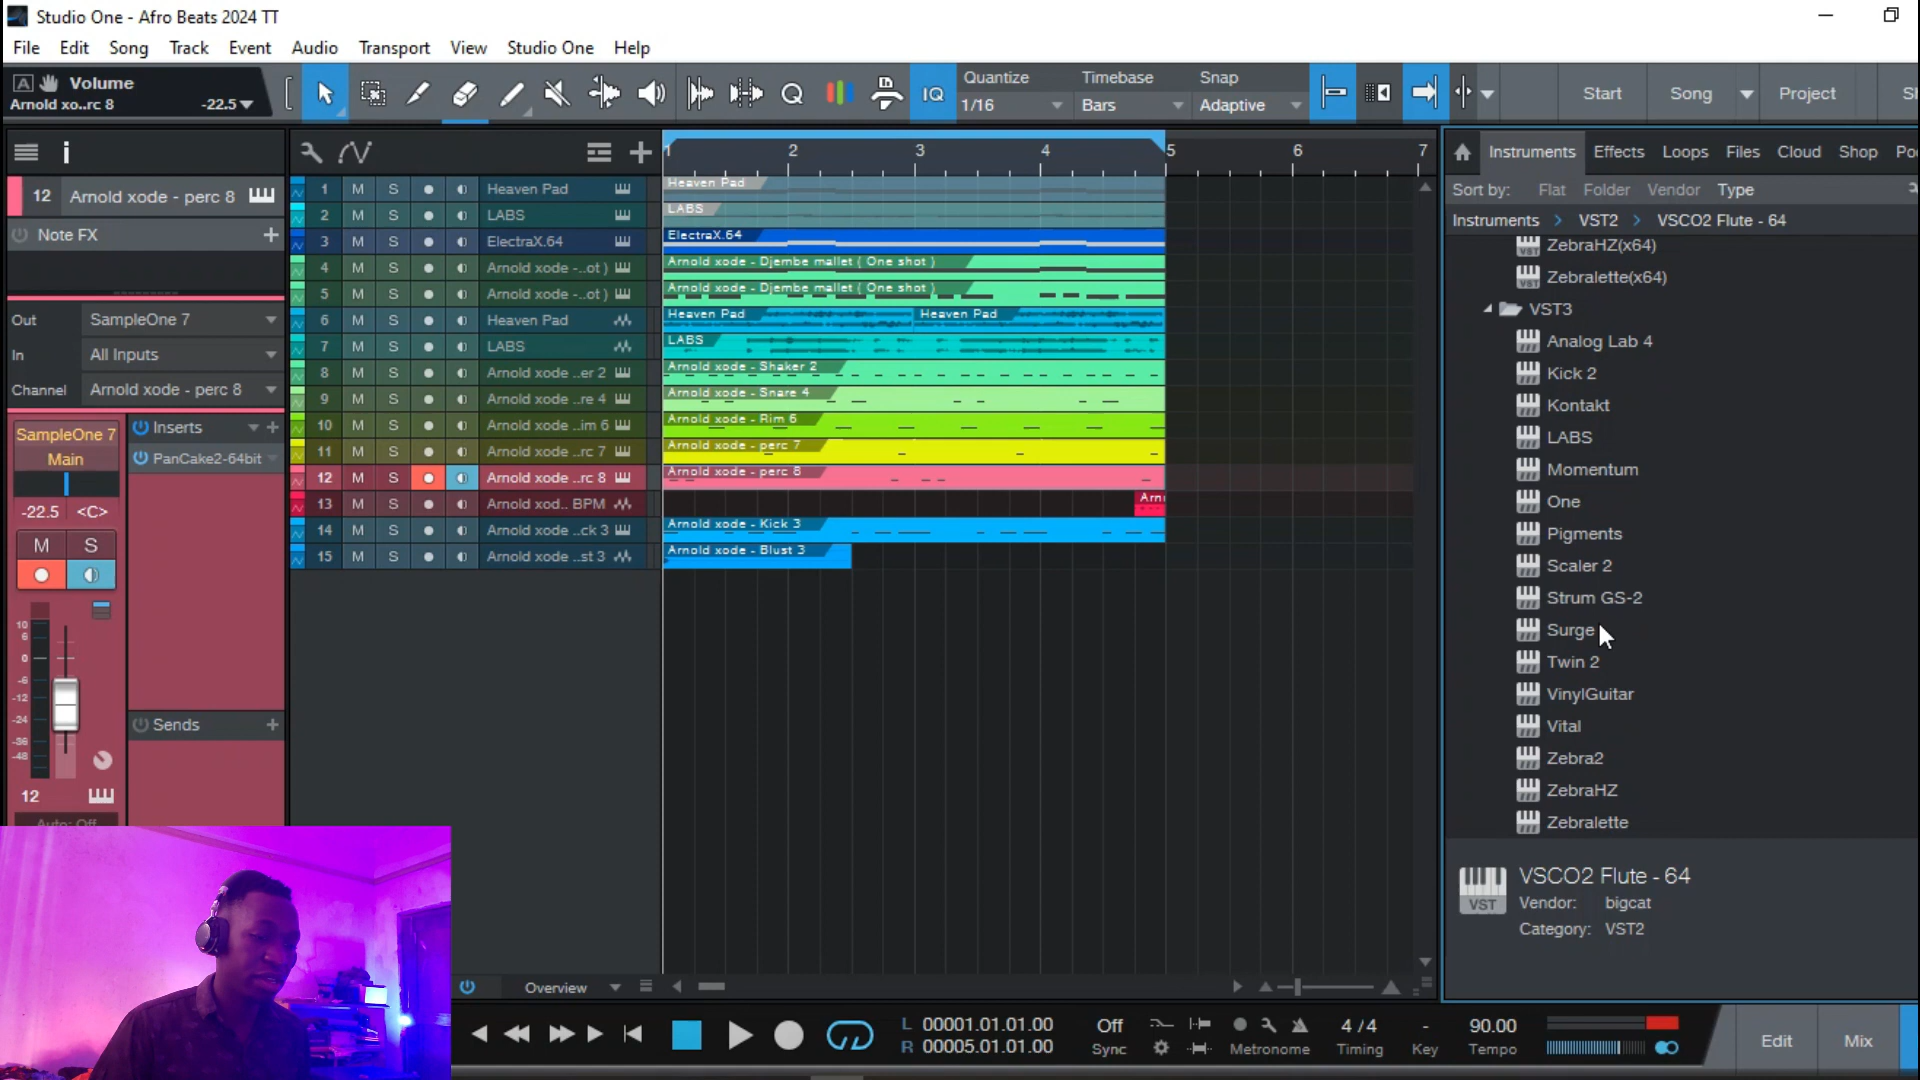 Studio One - Afro Beats 2024 TT
File Edit Song Track Event Audio Transport View Studio One Help
A Volume
Arnold xo..rc 8 -22.5
IQ
Quantize Timebase Snap
1/16 Bars Adaptive
Start Song Project
12 Arnold xode - perc 8
Note FX
Out SampleOne 7
In All Inputs
Channel Arnold xode - perc 8
SampleOne 7
Main
-22.5 <C>
M S
Inserts
PanCake2-64bit
Sends
10
6
0
-6
-12
-24
-36
-48
12
Auto: Off
1 2 3 4 5 6 7
1 M S Heaven Pad
2 M S LABS
3 M S ElectraX.64
4 M S Arnold xode -..ot )
5 M S Arnold xode -..ot )
6 M S Heaven Pad
7 M S LABS
8 M S Arnold xode ..er 2
9 M S Arnold xode ..re 4
10 M S Arnold xode ..im 6
11 M S Arnold xode ..rc 7
12 M S Arnold xode ..rc 8
13 M S Arnold xod.. BPM
14 M S Arnold xode ..ck 3
15 M S Arnold xode ..st 3
Heaven Pad
LABS
ElectraX.64
Arnold xode - Djembe mallet ( One shot )
Arnold xode - Djembe mallet ( One shot )
Heaven Pad Heaven Pad
LABS
Arnold xode - Shaker 2
Arnold xode - Snare 4
Arnold xode - Rim 6
Arnold xode - perc 7
Arnold xode - perc 8
Arn
Arnold xode - Kick 3
Arnold xode - Blust 3
Instruments Effects Loops Files Cloud Shop
Sort by: Flat Folder Vendor Type
Instruments > VST2 > VSCO2 Flute - 64
ZebraHZ(x64)
Zebralette(x64)
VST3
Analog Lab 4
Kick 2
Kontakt
LABS
Momentum
One
Pigments
Scaler 2
Strum GS-2
Surge
Twin 2
VinylGuitar
Vital
Zebra2
ZebraHZ
Zebralette
VST
VSCO2 Flute - 64
Vendor: bigcat
Category: VST2
Overview
L 00001.01.01.00
R 00005.01.01.00
Off
Sync
Metronome
4 / 4
Timing
-
Key
90.00
Tempo
Edit Mix